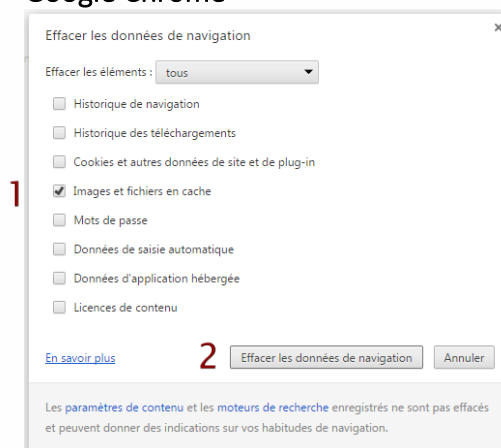 Google Chrome
Effacer les données de navigation
×
Effacer les éléments : tous
Historique de navigation
Historique des téléchargements
Cookies et autres données de site et de plug-in
1
Images et fichiers en cache
Mots de passe
Données de saisie automatique
Données d'application hébergée
Licences de contenu
En savoir plus 2 Effacer les données de navigation Annuler
Les paramètres de contenu et les moteurs de recherche enregistrés ne sont pas effacés
et peuvent donner des indications sur vos habitudes de navigation.